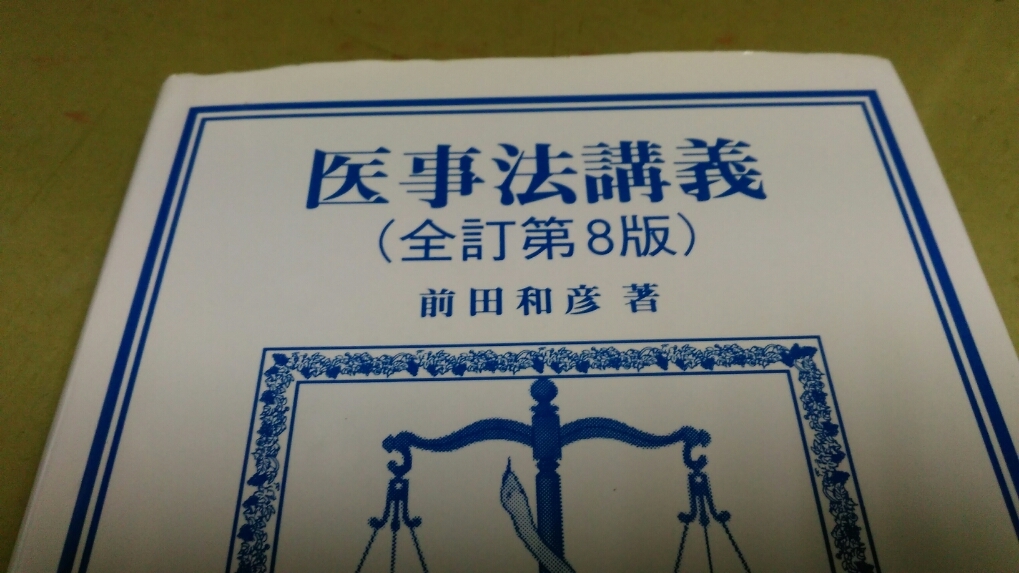 医事法講義
（全訂第8版）
前田和彦 著